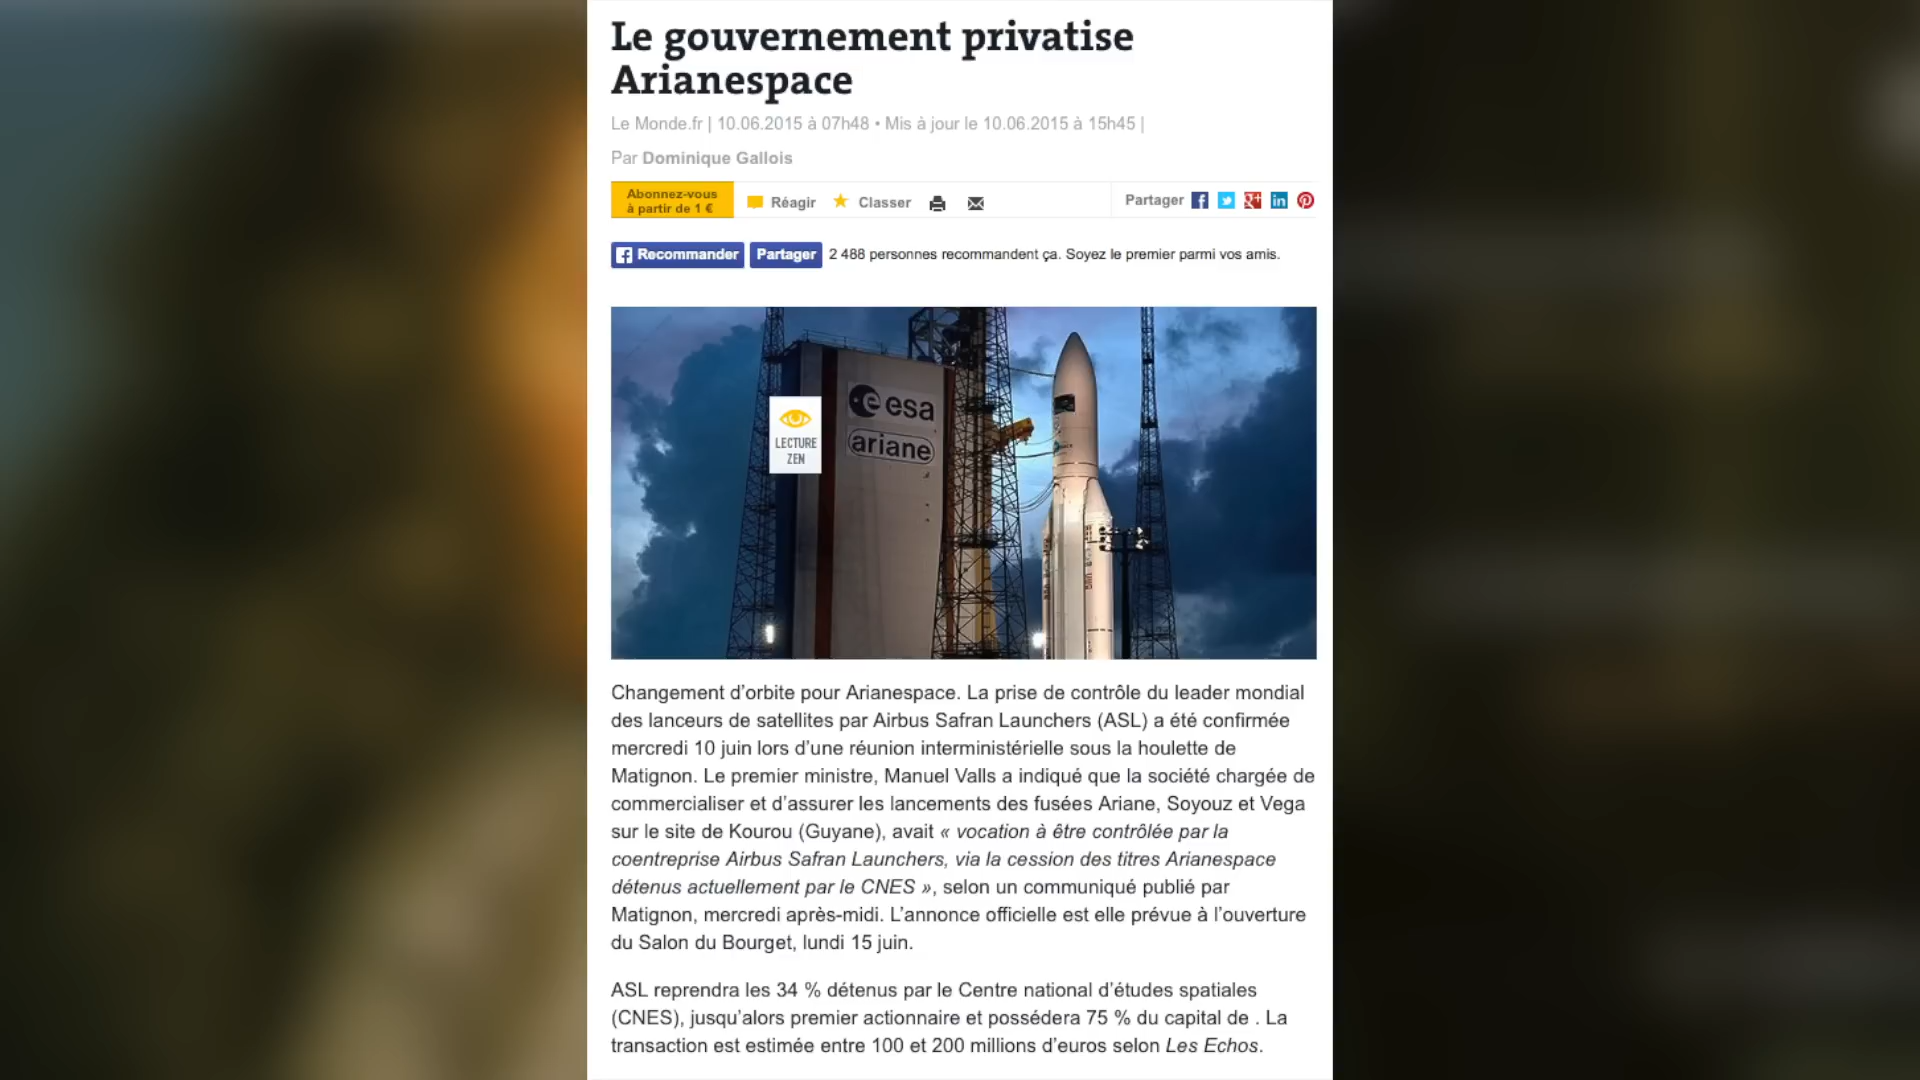 Le gouvernement privatise
Arianespace
Le Monde.fr | 10.06.2015 à 07h48 • Mis à jour le 10.06.2015 à 15h45 |
Par Dominique Gallois
Abonnez-vous
à partir de 1 €
Réagir
Classer
Partager
Recommander
Partager
2 488 personnes recommandent ça. Soyez le premier parmi vos amis.
esa
ariane
LECTURE
ZEN
Changement d’orbite pour Arianespace. La prise de contrôle du leader mondial
des lanceurs de satellites par Airbus Safran Launchers (ASL) a été confirmée
mercredi 10 juin lors d’une réunion interministérielle sous la houlette de
Matignon. Le premier ministre, Manuel Valls a indiqué que la société chargée de
commercialiser et d’assurer les lancements des fusées Ariane, Soyouz et Vega
sur le site de Kourou (Guyane), avait « vocation à être contrôlée par la
coentreprise Airbus Safran Launchers, via la cession des titres Arianespace
détenus actuellement par le CNES », selon un communiqué publié par
Matignon, mercredi après-midi. L’annonce officielle est elle prévue à l’ouverture
du Salon du Bourget, lundi 15 juin.
ASL reprendra les 34 % détenus par le Centre national d’études spatiales
(CNES), jusqu’alors premier actionnaire et possédera 75 % du capital de . La
transaction est estimée entre 100 et 200 millions d’euros selon Les Echos.